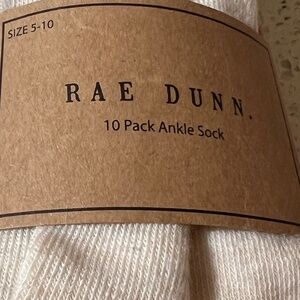 SIZE 5-10
RAE DUNN.
10 Pack Ankle Sock